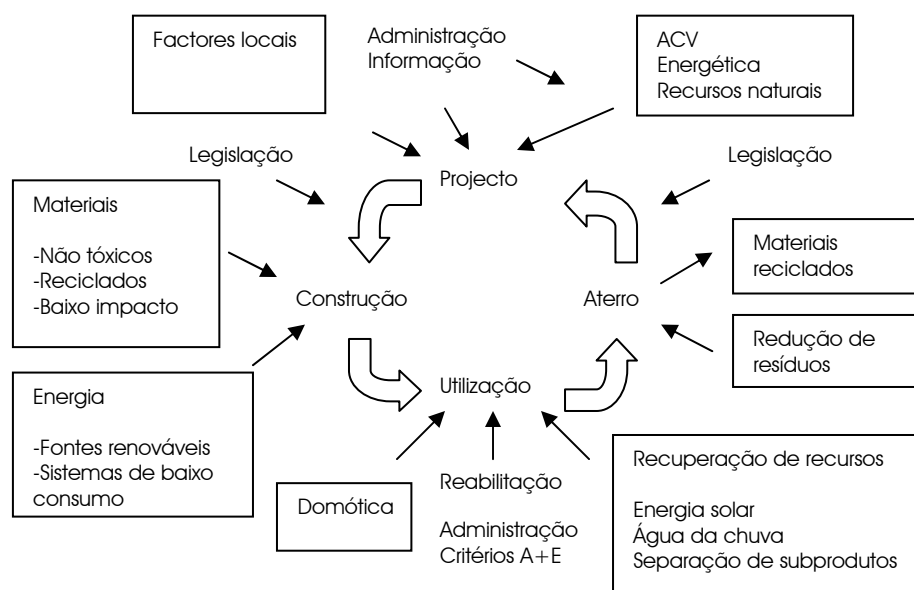 Factores locais
Administração
Informação
ACV
Energética
Recursos naturais
Legislação
Projecto
Legislação
Materiais
-Não tóxicos
-Reciclados
-Baixo impacto
Construção
Aterro
Materiais
reciclados
Redução de
resíduos
Energia
-Fontes renováveis
-Sistemas de baixo
consumo
Utilização
Domótica
Reabilitação
Administração
Critérios A+E
Recuperação de recursos
Energia solar
Água da chuva
Separação de subprodutos